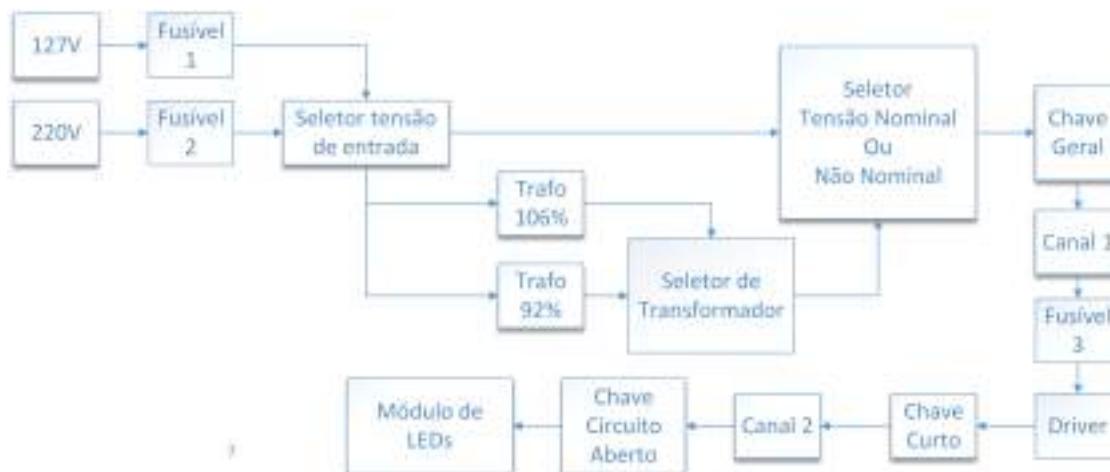 127V
Fusível
1
220V
Fusível
2
Seletor tensão
de entrada
Trafo
106%
Trafo
92%
Seletor de
Transformador
Seletor
Tensão Nominal
Ou
Não Nominal
Chave
Geral
Canal 1
Fusível
3
Driver
Chave
Curto
Canal 2
Chave
Circuito
Aberto
Módulo de
LEDs